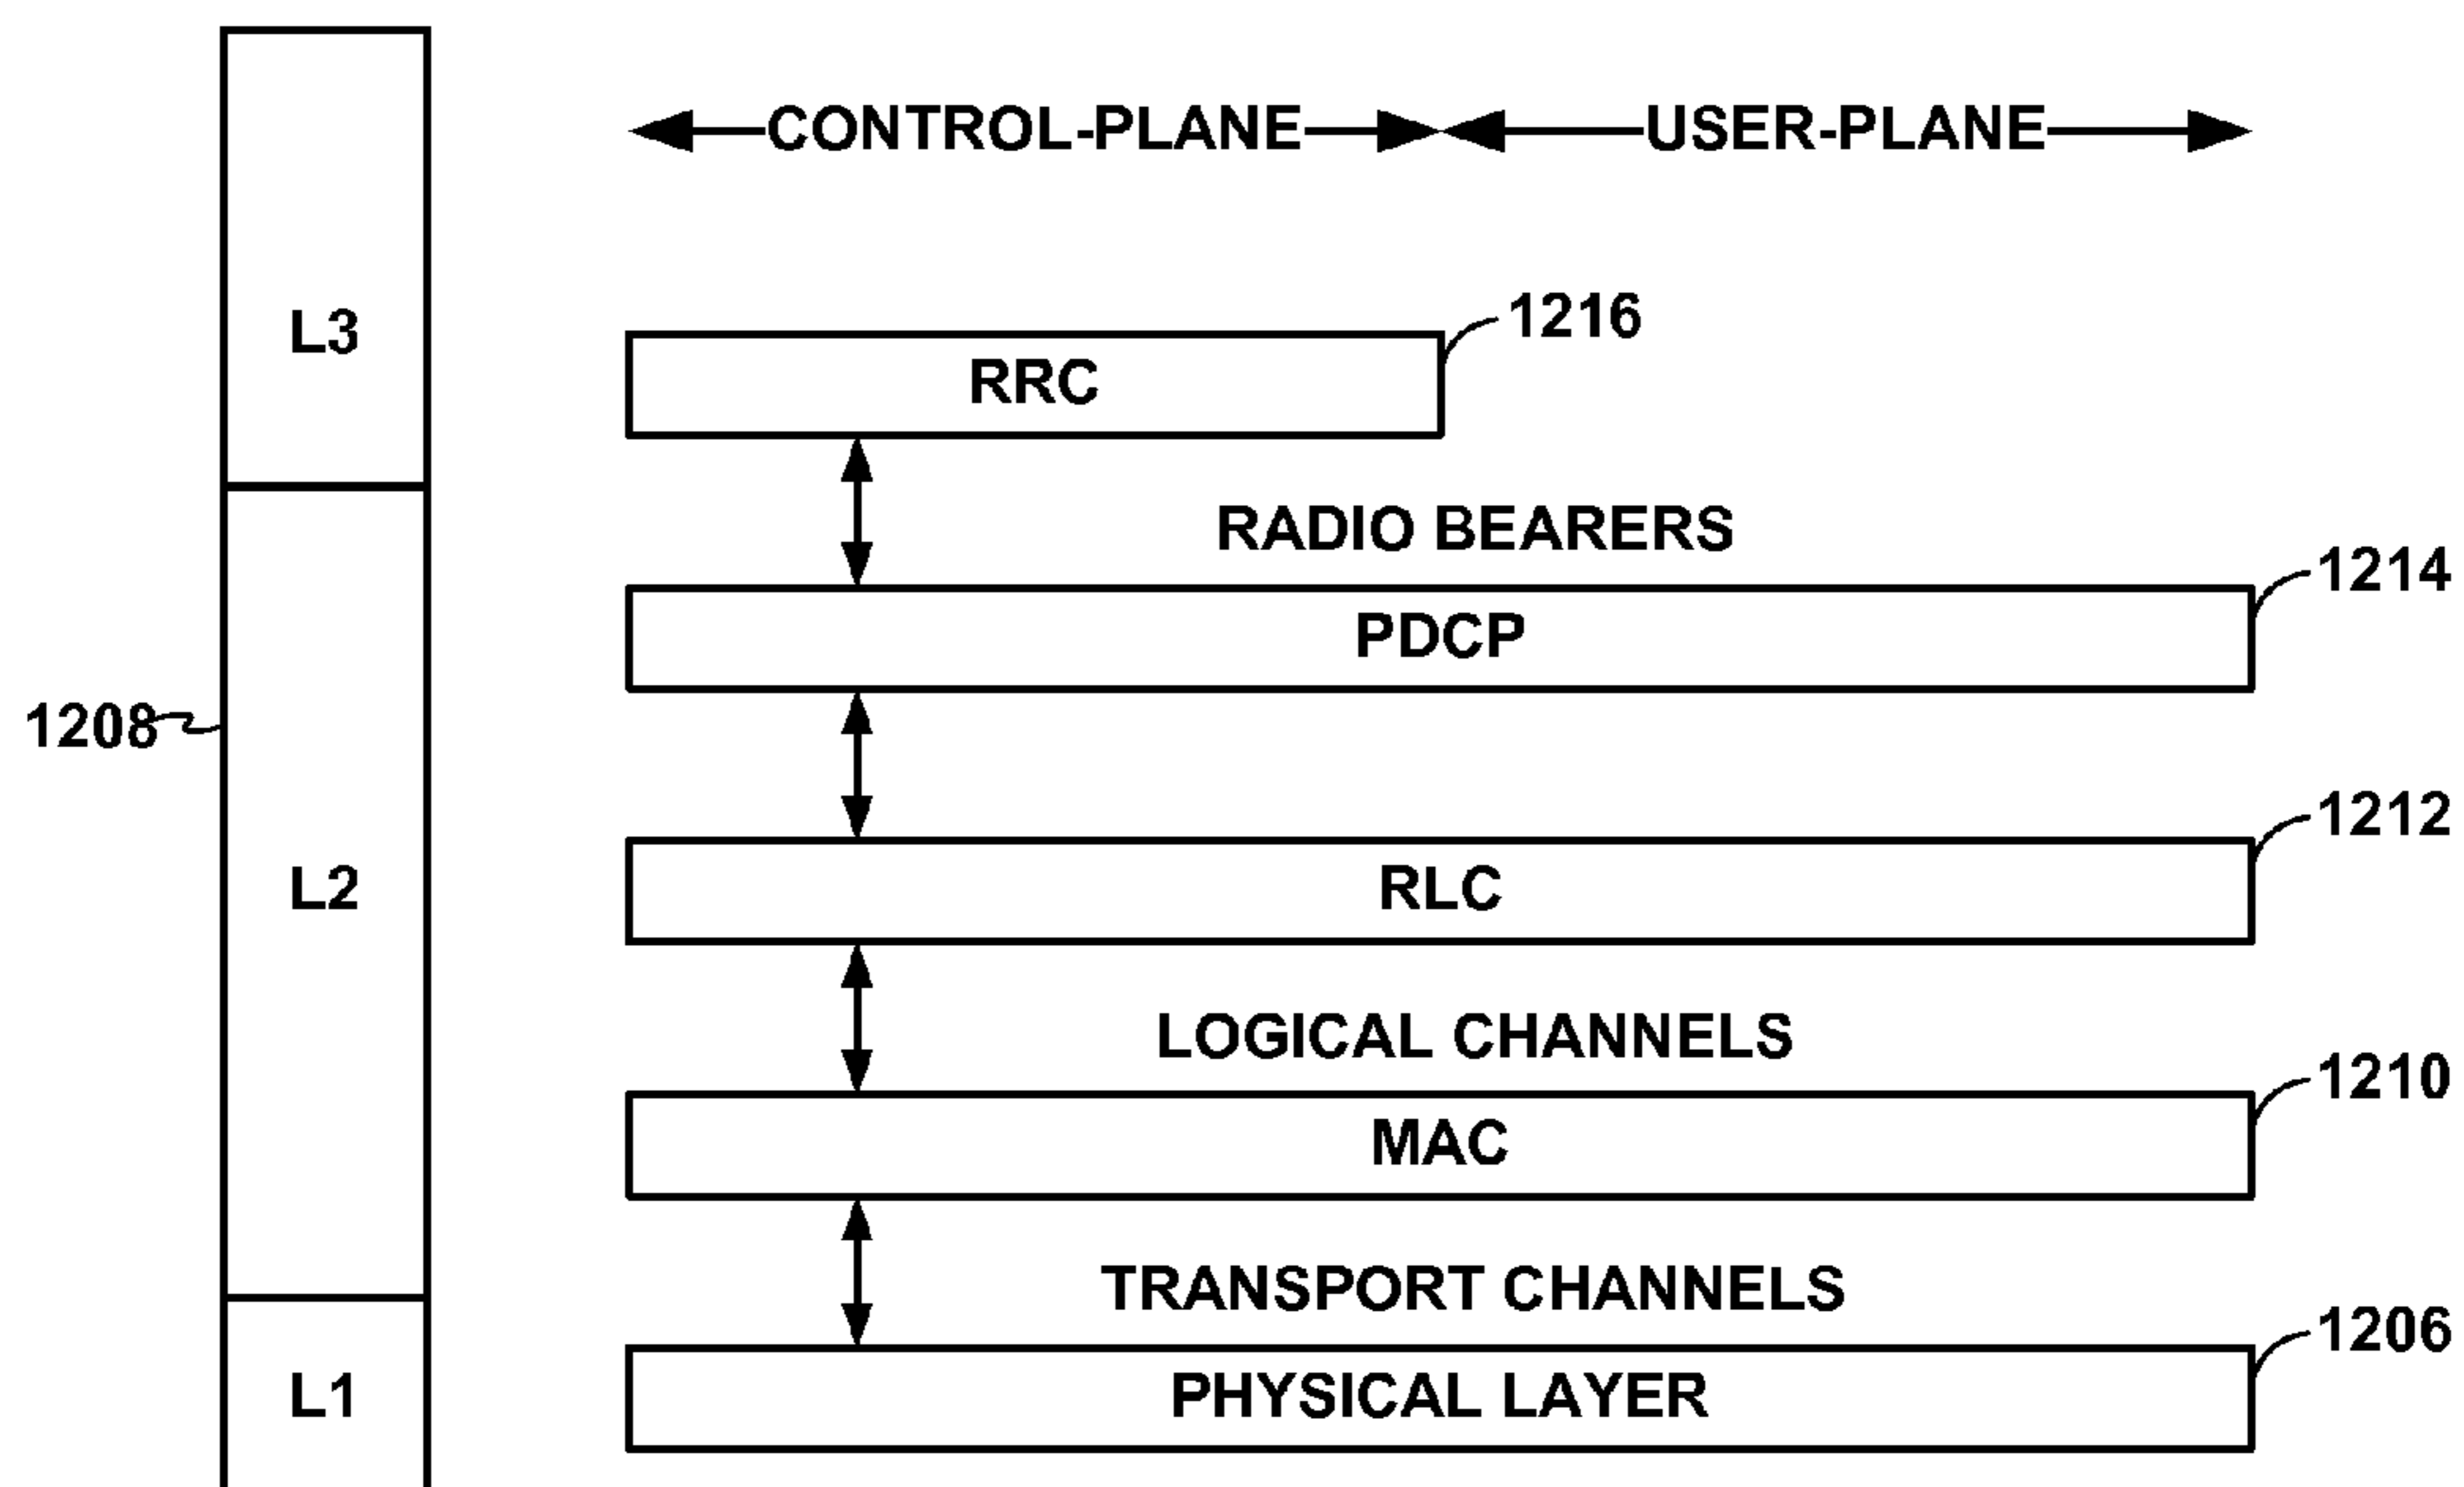 CONTROL-PLANE USER-PLANE
L3
1216
RRC
RADIO BEARERS
1214
PDCP
1208
1212
L2
RLC
LOGICAL CHANNELS
1210
MAC
TRANSPORT CHANNELS
1206
L1
PHYSICAL LAYER